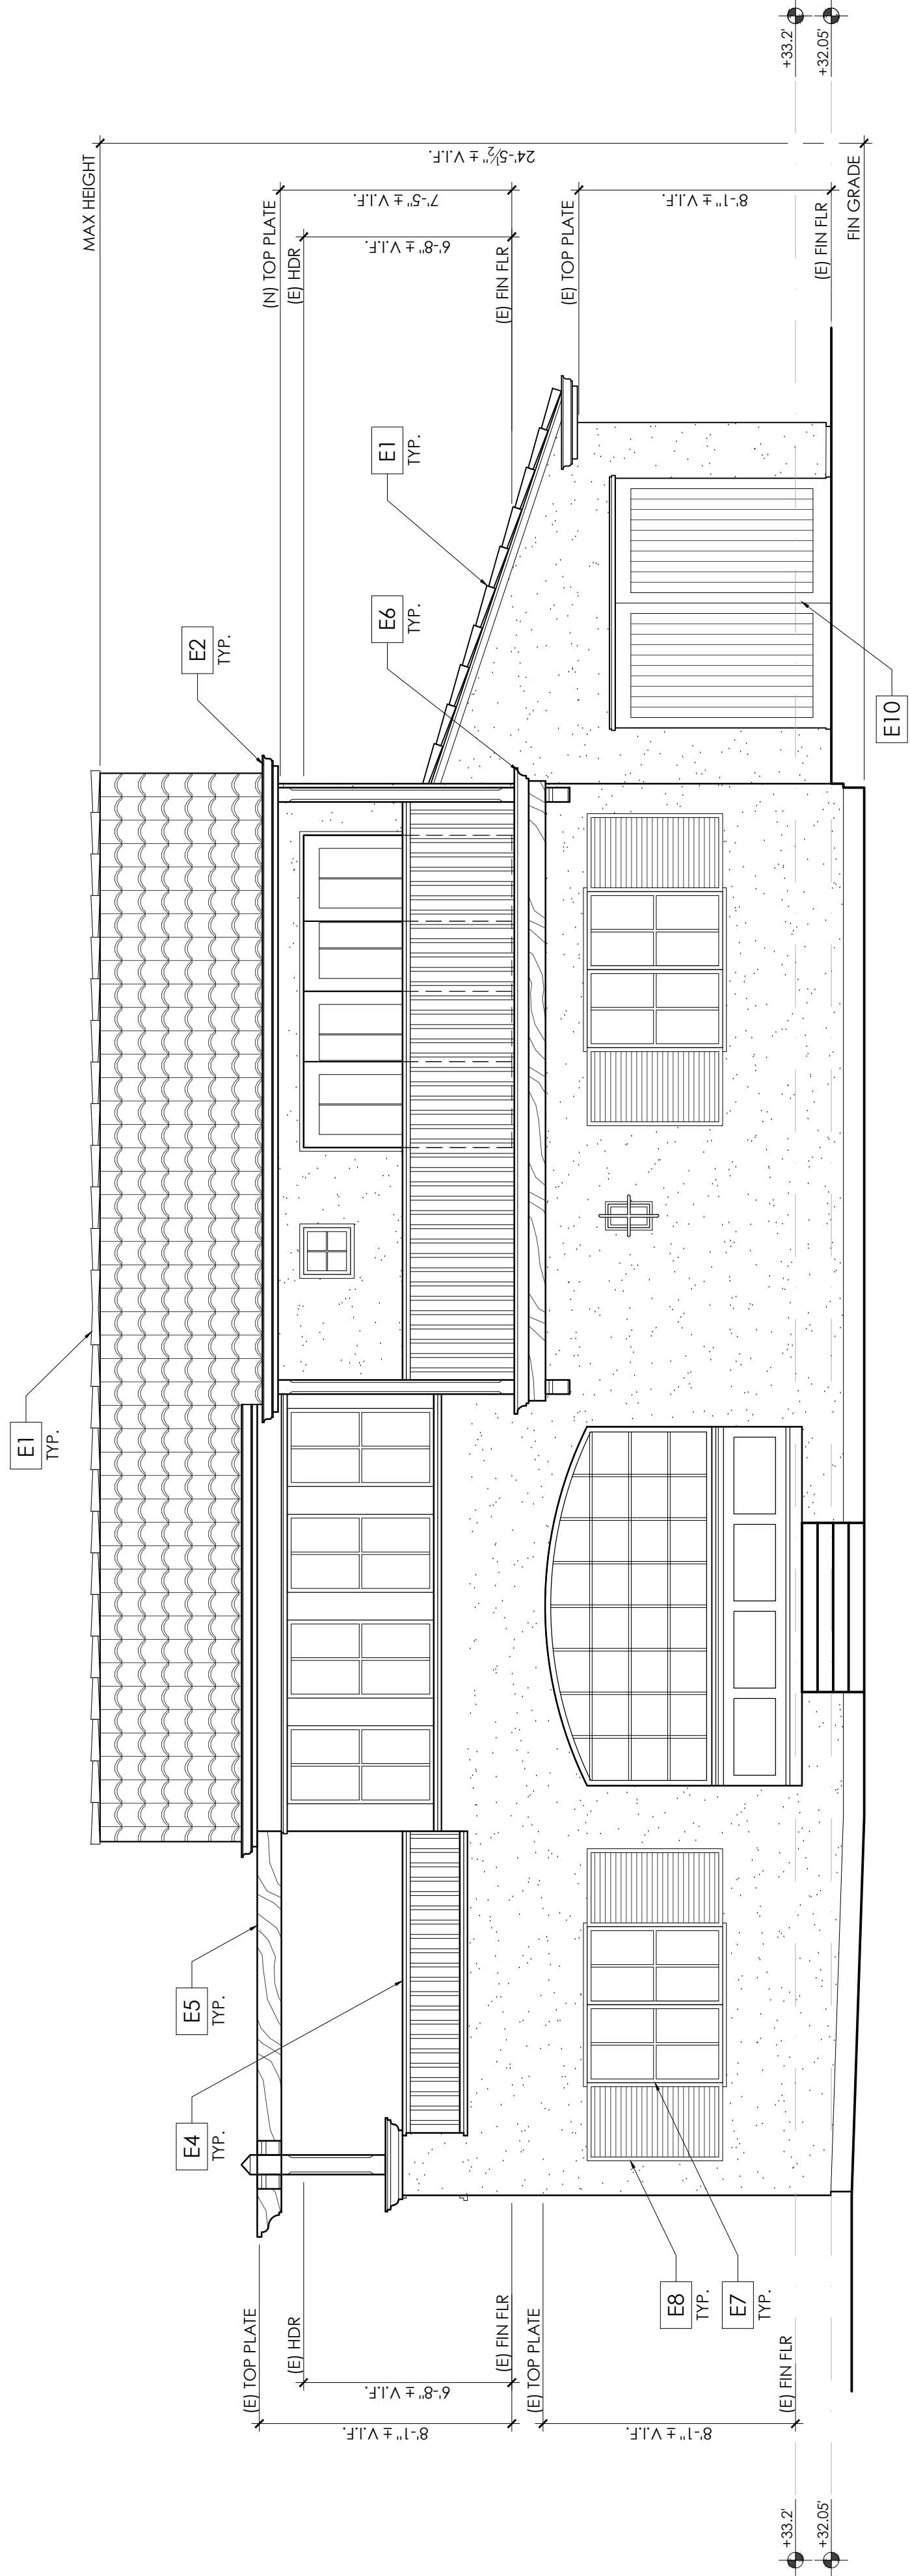 E1
TYP.
MAX HEIGHT
E4
TYP.
E5
TYP.
E2
TYP.
(E) TOP PLATE
(N) TOP PLATE
(E) HDR
(E) HDR
8'-1" ± V.I.F.
6'-8" ± V.I.F.
E6
TYP.
E1
TYP.
6'-8" ± V.I.F.
7'-5" ± V.I.F.
24'-5½" ± V.I.F.
(E) FIN FLR
(E) FIN FLR
(E) TOP PLATE
(E) TOP PLATE
8'-1" ± V.I.F.
8'-1" ± V.I.F.
E8
TYP.
E7
TYP.
+33.2'
(E) FIN FLR
+33.2'
+32.05'
(E) FIN FLR
+32.05'
FIN GRADE
E10